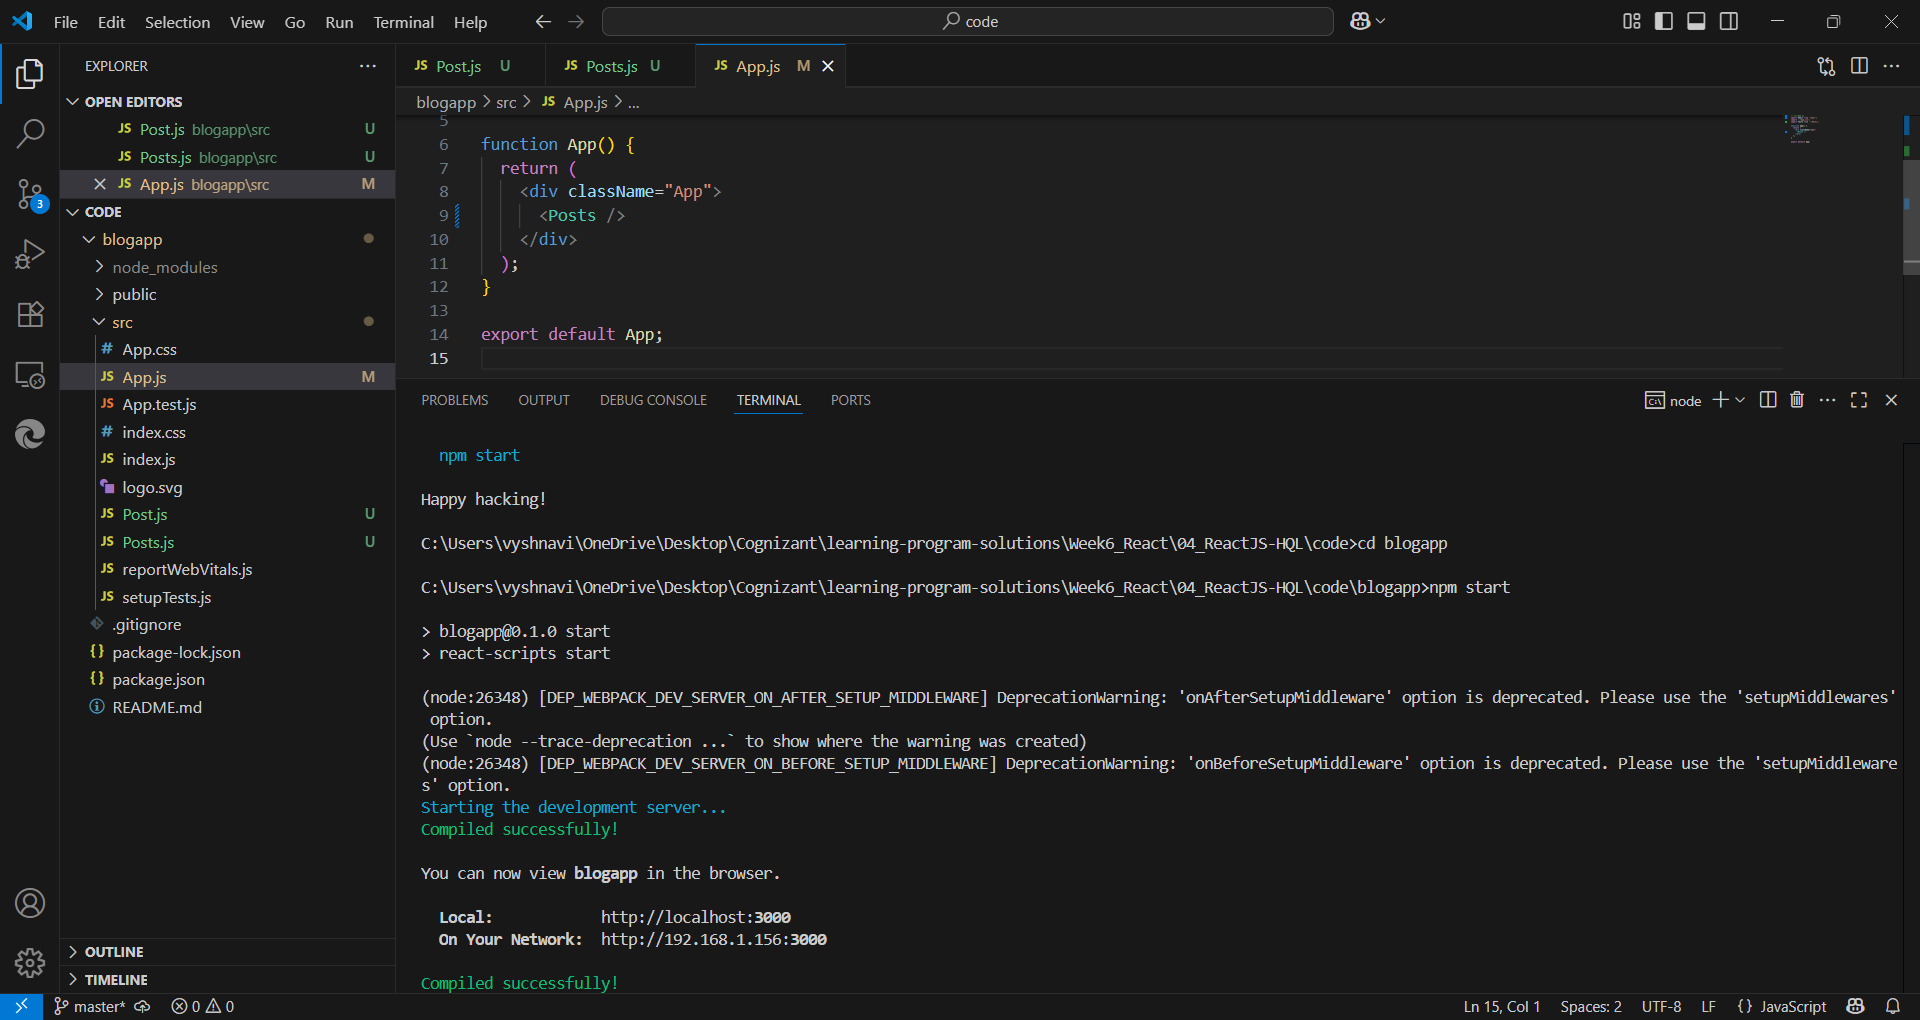 File Edit Selection View Go Run Terminal Help
code
EXPLORER
OPEN EDITORS
JS Post.js blogapp\src U
JS Posts.js blogapp\src U
JS App.js blogapp\src M
CODE
blogapp
node_modules
public
src
# App.css
JS App.js M
JS App.test.js
# index.css
JS index.js
logo.svg
JS Post.js U
JS Posts.js U
JS reportWebVitals.js
JS setupTests.js
.gitignore
{} package-lock.json
{} package.json
README.md
OUTLINE
TIMELINE
3
JS Post.js U
JS Posts.js U
JS App.js M
blogapp > src > JS App.js > ...
5
6 function App() {
7 return (
8 <div className="App">
9 <Posts />
10 </div>
11 );
12 }
13
14 export default App;
15
PROBLEMS OUTPUT DEBUG CONSOLE TERMINAL PORTS
node
npm start
Happy hacking!
C:\Users\vyshnavi\OneDrive\Desktop\Cognizant\learning-program-solutions\Week6_React\04_ReactJS-HQL\code>cd blogapp
C:\Users\vyshnavi\OneDrive\Desktop\Cognizant\learning-program-solutions\Week6_React\04_ReactJS-HQL\code\blogapp>npm start
> blogapp@0.1.0 start
> react-scripts start
(node:26348) [DEP_WEBPACK_DEV_SERVER_ON_AFTER_SETUP_MIDDLEWARE] DeprecationWarning: 'onAfterSetupMiddleware' option is deprecated. Please use the 'setupMiddlewares'
option.
(Use `node --trace-deprecation ...` to show where the warning was created)
(node:26348) [DEP_WEBPACK_DEV_SERVER_ON_BEFORE_SETUP_MIDDLEWARE] DeprecationWarning: 'onBeforeSetupMiddleware' option is deprecated. Please use the 'setupMiddleware
s' option.
Starting the development server...
Compiled successfully!
You can now view blogapp in the browser.
Local: http://localhost:3000
On Your Network: http://192.168.1.156:3000
Compiled successfully!
master* 0 0
Ln 15, Col 1 Spaces: 2 UTF-8 LF {} JavaScript